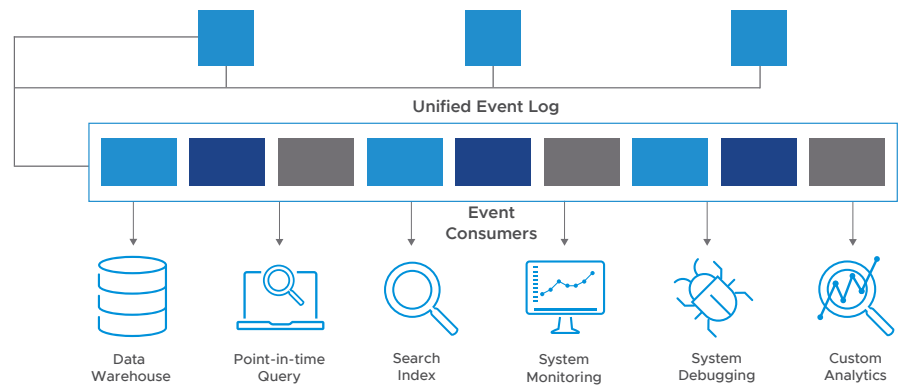 Unified Event Log
Event
Consumers
Data
Warehouse
Point-in-time
Query
Search
Index
System
Monitoring
System
Debugging
Custom
Analytics